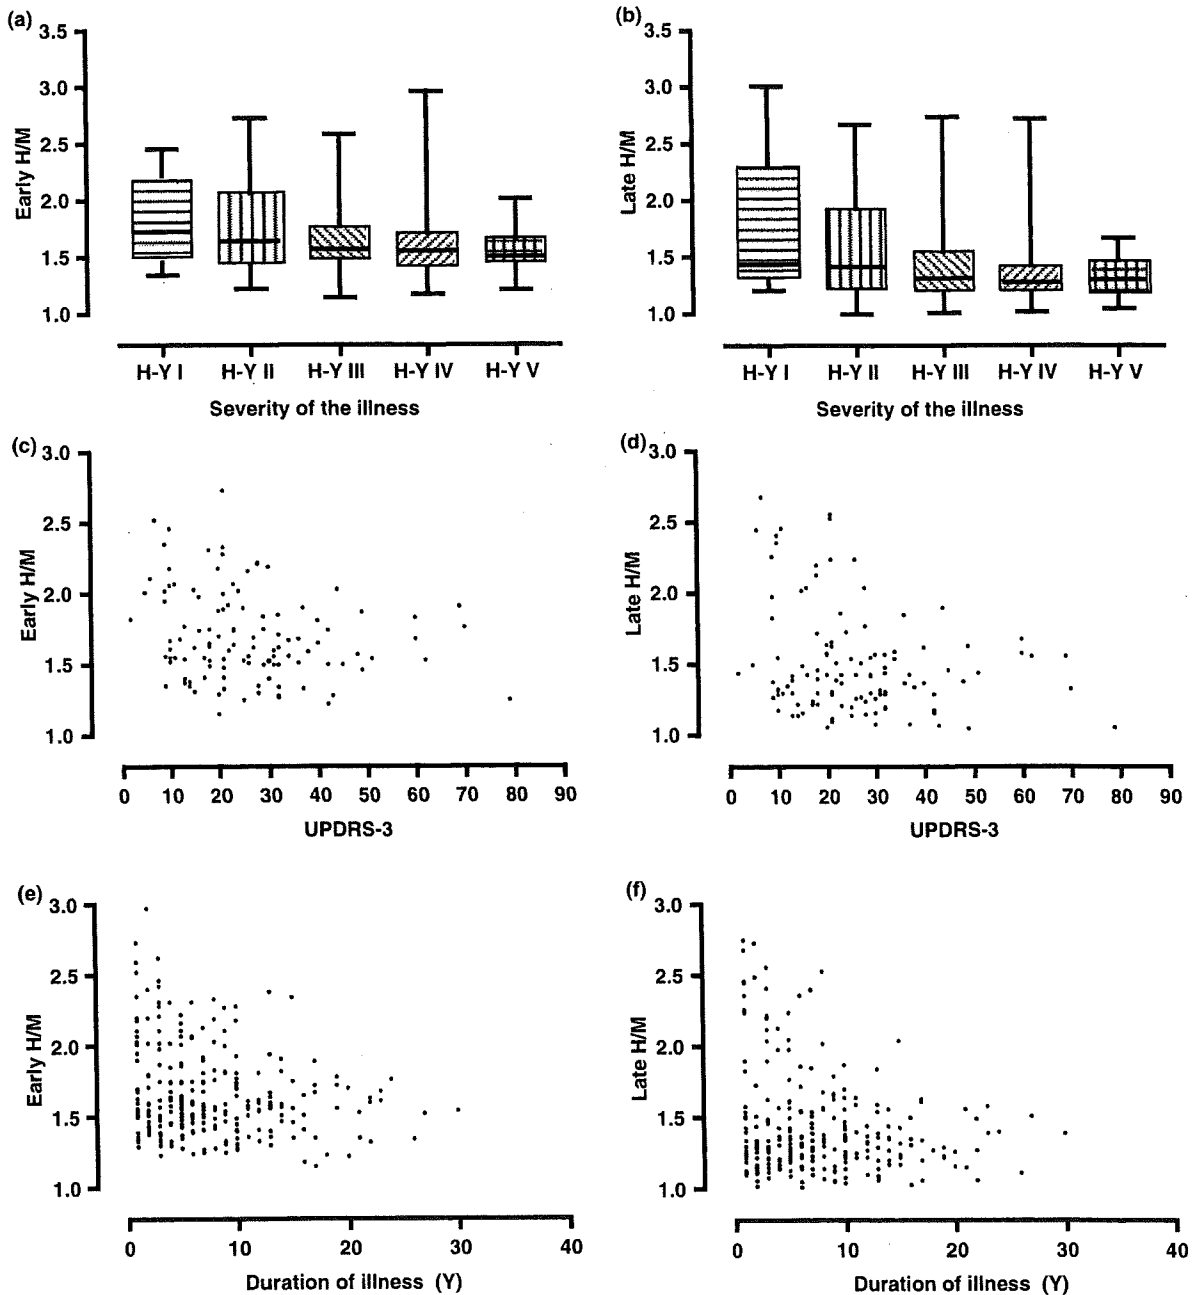 (a)
3.5
3.0
2.5
2.0
1.5
1.0
Early H/M
H-Y I H-Y II H-Y III H-Y IV H-Y V
Severity of the illness
(b)
3.5
3.0
2.5
2.0
1.5
1.0
Late H/M
H-Y I H-Y II H-Y III H-Y IV H-Y V
Severity of the illness
(c)
3.0
2.5
2.0
1.5
1.0
Early H/M
0 10 20 30 40 50 60 70 80 90
UPDRS-3
(d)
3.0
2.5
2.0
1.5
1.0
Late H/M
0 10 20 30 40 50 60 70 80 90
UPDRS-3
(e)
3.0
2.5
2.0
1.5
1.0
Early H/M
0 10 20 30 40
Duration of illness (Y)
(f)
3.0
2.5
2.0
1.5
1.0
Late H/M
0 10 20 30 40
Duration of illness (Y)